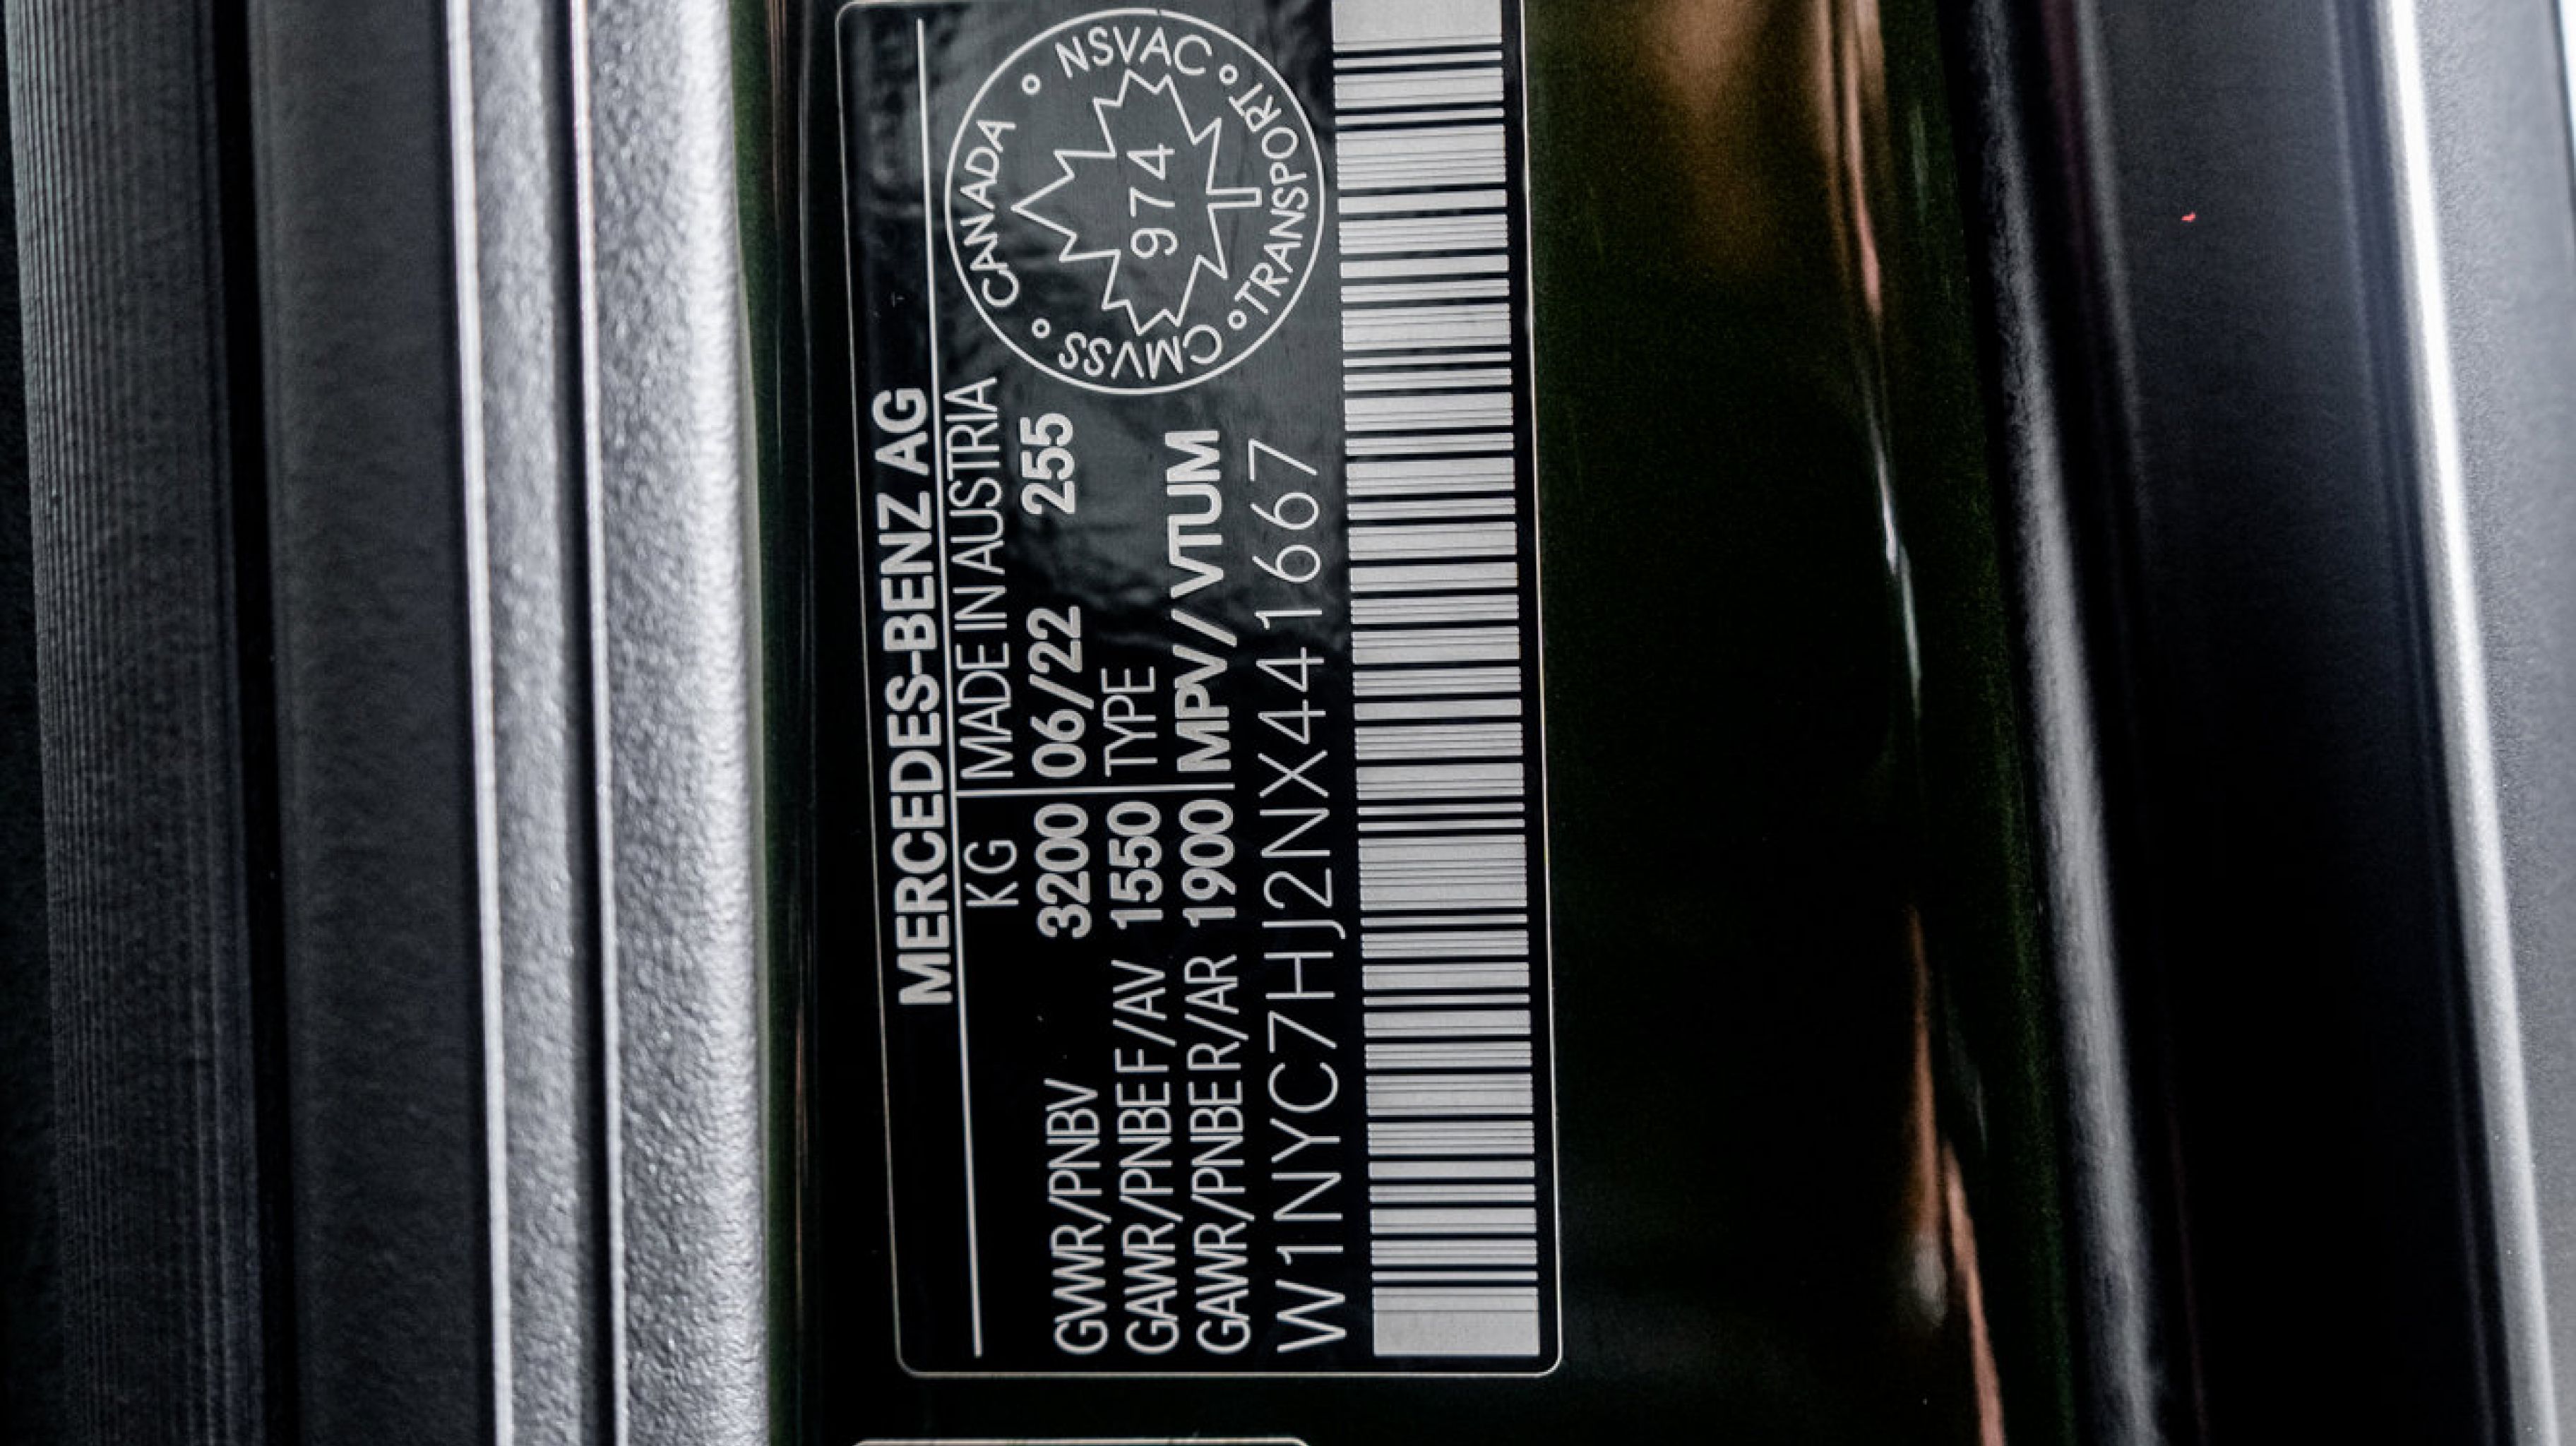 MERCEDES-BENZ AG
KG MADE IN AUSTRIA
GVWR/PNBV 3200 06/22 255
GAWR/PNBE F/AV 1550 TYPE
GAWR/PNBE R/AR 1900 MPV/VTUM
W1NYC7HJ2NX441667
CANADA
NSVAC
TRANSPORT
CMVSS
974